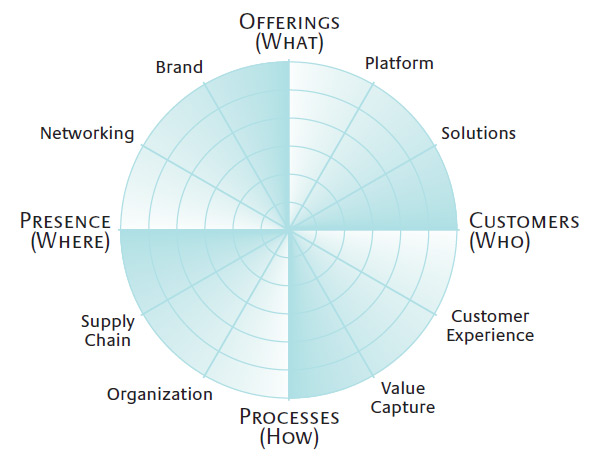 OFFERINGS
(WHAT)
Brand
Platform
Networking
Solutions
PRESENCE
(WHERE)
CUSTOMERS
(WHO)
Supply
Chain
Customer
Experience
Organization
Value
Capture
PROCESSES
(HOW)